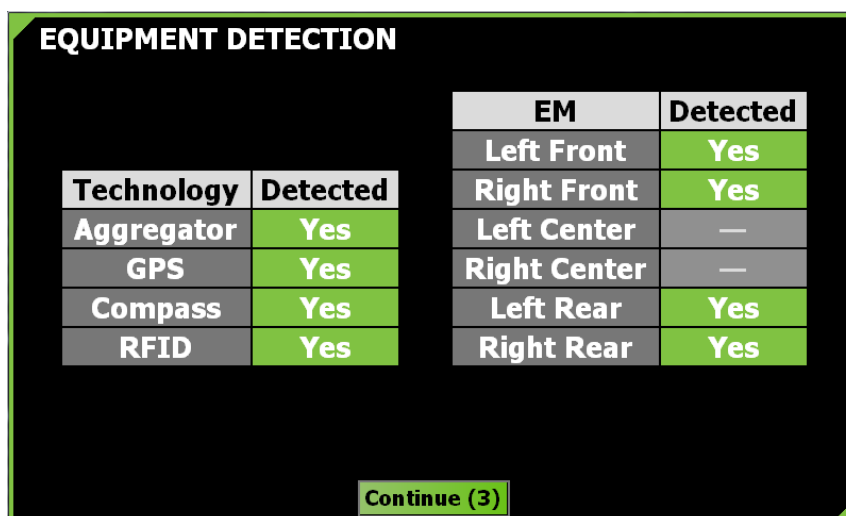 EQUIPMENT DETECTION
Technology Detected
Aggregator Yes
GPS Yes
Compass Yes
RFID Yes
EM Detected
Left Front Yes
Right Front Yes
Left Center —
Right Center —
Left Rear Yes
Right Rear Yes
Continue (3)